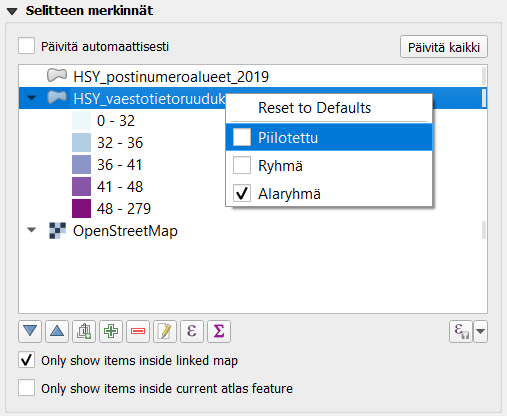 Selitteen merkinnät
Päivitä automaattisesti
Päivitä kaikki
HSY_postinumeroalueet_2019
HSY_vaestotietoruuduk
0 - 32
32 - 36
36 - 41
41 - 48
48 - 279
Reset to Defaults
Piilotettu
Ryhmä
Alaryhmä
OpenStreetMap
ε
Σ
ε
Only show items inside linked map
Only show items inside current atlas feature